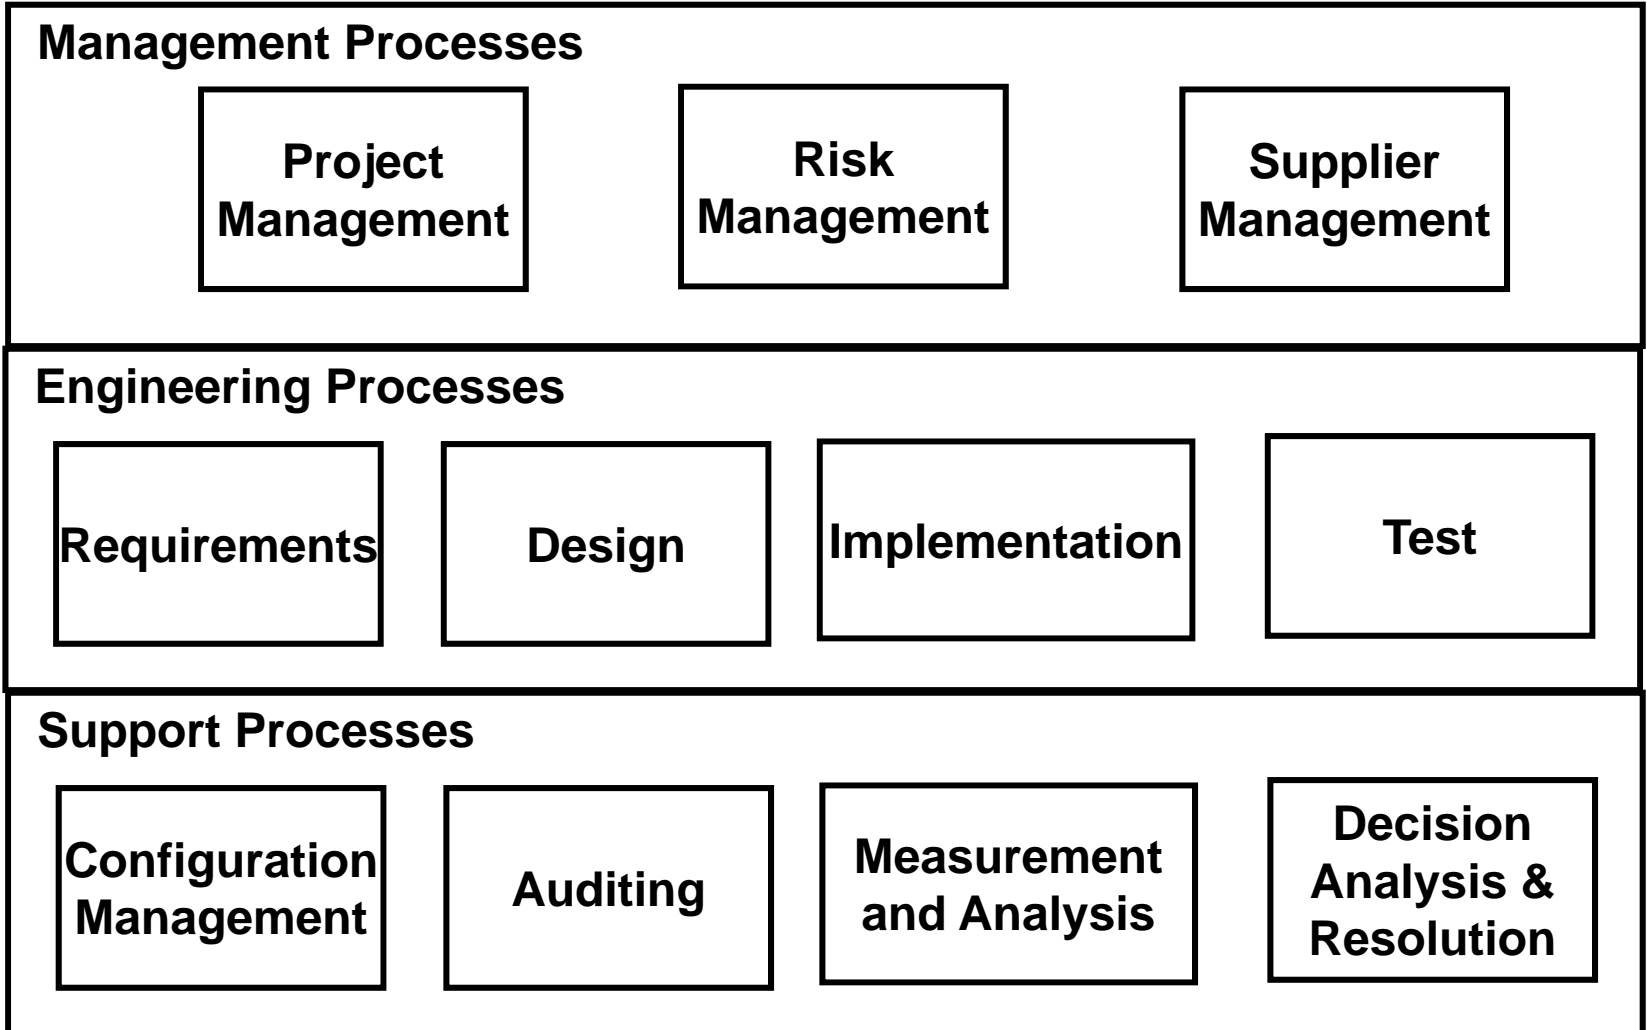 Management Processes
Project
Management
Risk
Management
Supplier
Management
Engineering Processes
Requirements
Design
Implementation
Test
Support Processes
Configuration
Management
Auditing
Measurement
and Analysis
Decision
Analysis &
Resolution